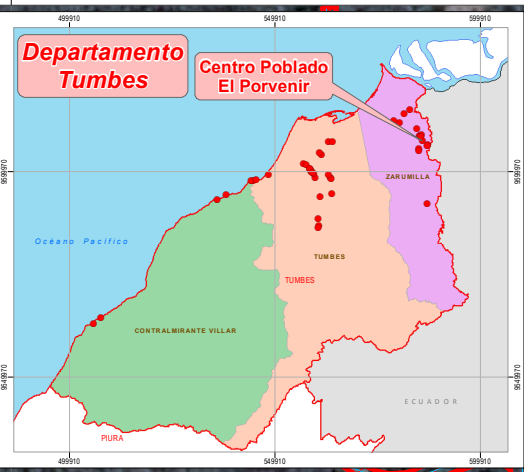 499910 549910 599910
Departamento
Tumbes
Centro Poblado
El Porvenir
9599970 9599970
ZARUMILLA
Océano Pacífico
TUMBES
TUMBES
CONTRALMIRANTE VILLAR
9549970 9549970
ECUADOR
PIURA
499910 549910 599910